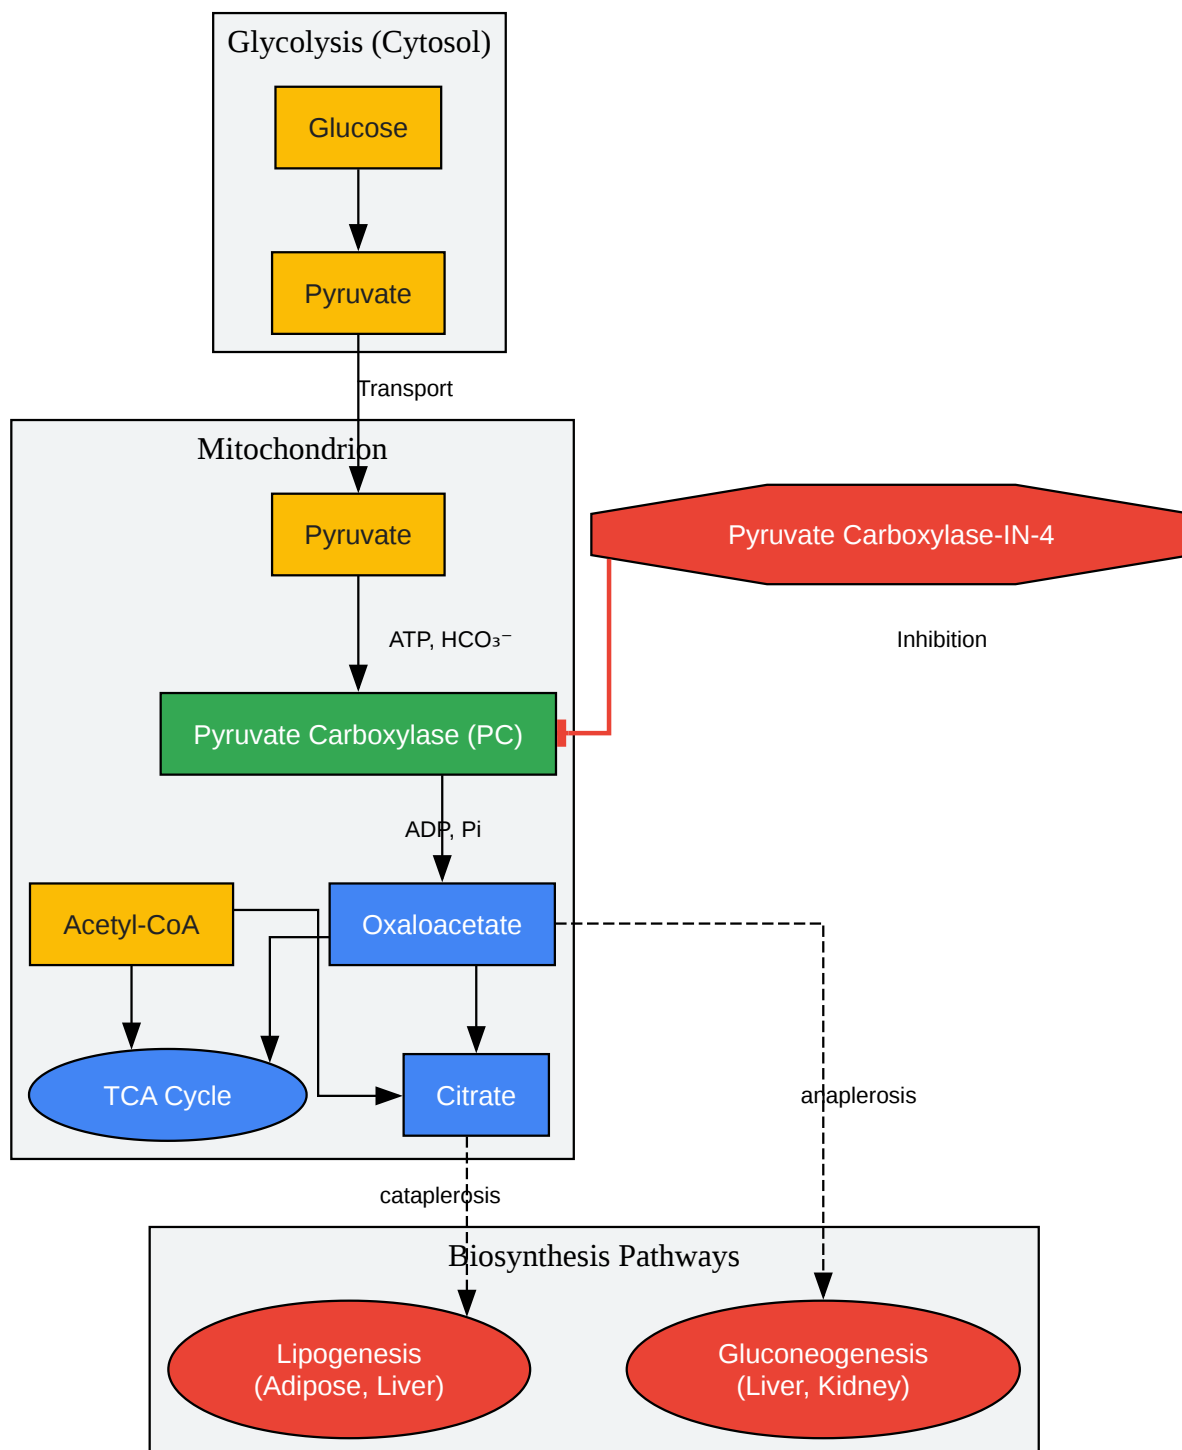 Glycolysis (Cytosol)
Glucose
Pyruvate
Transport
Mitochondrion
Pyruvate
Pyruvate Carboxylase-IN-4
ATP, HCO₃⁻
Inhibition
Pyruvate Carboxylase (PC)
ADP, Pi
Acetyl-CoA
Oxaloacetate
TCA Cycle
Citrate
anaplerosis
cataplerosis
Biosynthesis Pathways
Lipogenesis
(Adipose, Liver)
Gluconeogenesis
(Liver, Kidney)